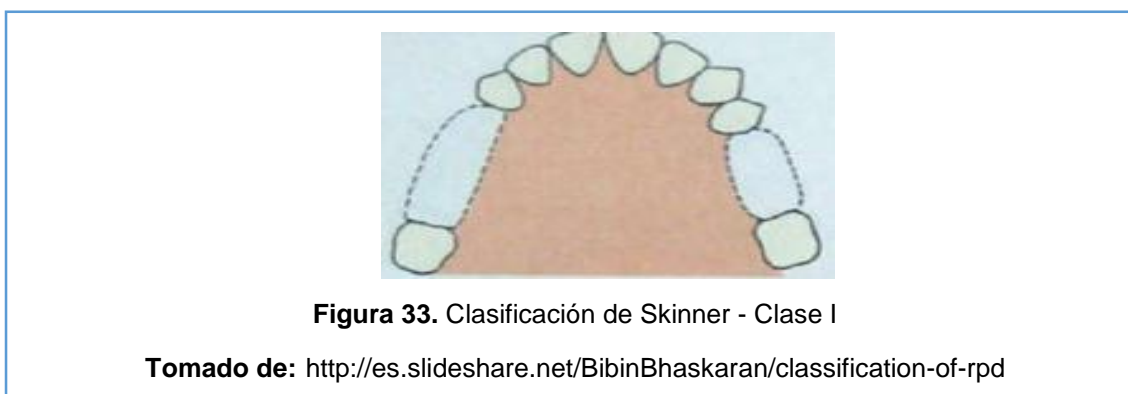 Figura 33. Clasificación de Skinner - Clase I
Tomado de: http://es.slideshare.net/BibinBhaskaran/classification-of-rpd